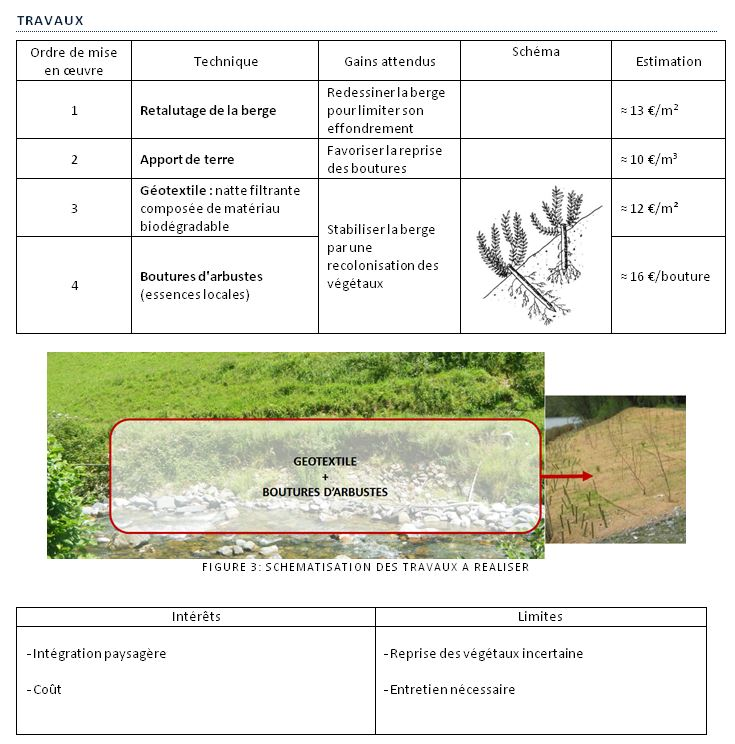 TRAVAUX
Ordre de mise
en œuvre
Technique
Gains attendus
Schéma
Estimation
1
Retalutage de la berge
Redessiner la berge
pour limiter son
effondrement
≈ 13 €/m²
2
Apport de terre
Favoriser la reprise
des boutures
≈ 10 €/m³
3
Géotextile : natte filtrante
composée de matériau
biodégradable
Stabiliser la berge
par une
recolonisation des
végétaux
≈ 12 €/m²
4
Boutures d'arbustes
(essences locales)
≈ 16 €/bouture
GEOTEXTILE
+
BOUTURES D'ARBUSTES
FIGURE 3: SCHEMATISATION DES TRAVAUX A REALISER
Intérêts
Limites
- Intégration paysagère
- Coût
- Reprise des végétaux incertaine
- Entretien nécessaire